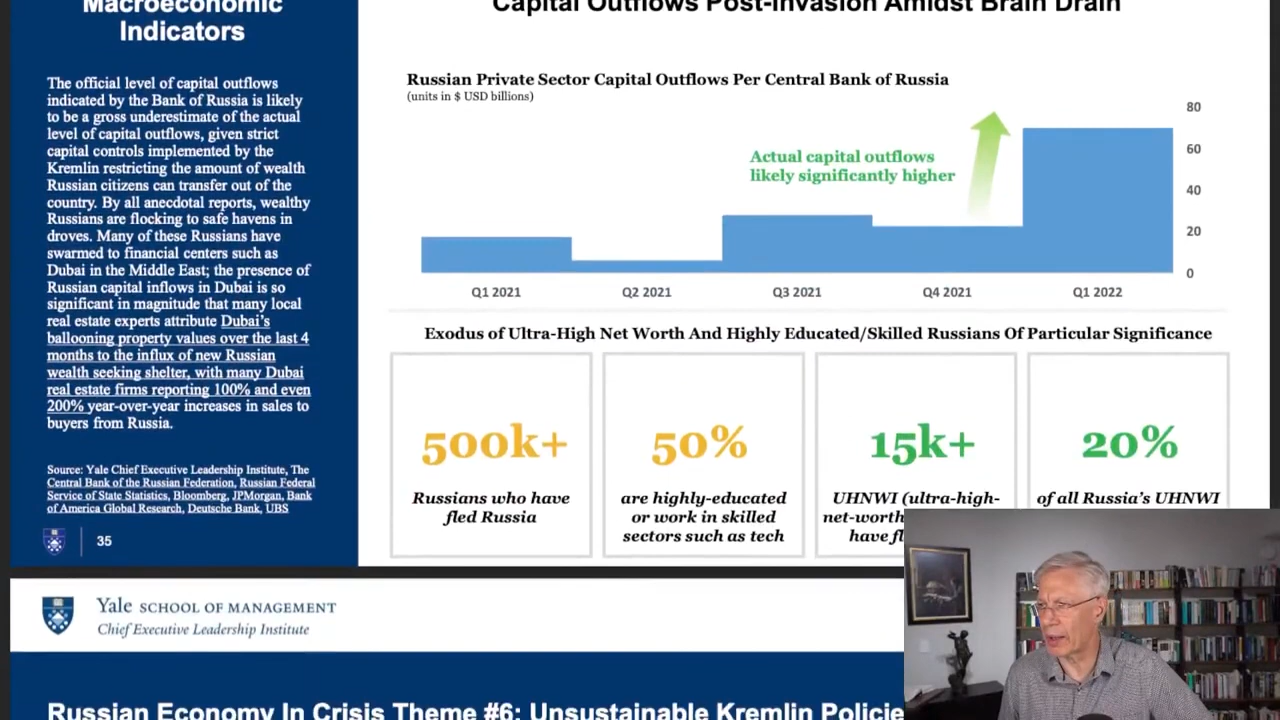 Macroeconomic
Indicators
The official level of capital outflows
indicated by the Bank of Russia is likely
to be a gross underestimate of the actual
level of capital outflows, given strict
capital controls implemented by the
Kremlin restricting the amount of wealth
Russian citizens can transfer out of the
country. By all anecdotal reports, wealthy
Russians are flocking to safe havens in
droves. Many of these Russians have
swarmed to financial centers such as
Dubai in the Middle East; the presence of
Russian capital inflows in Dubai is so
significant in magnitude that many local
real estate experts attribute Dubai's
ballooning property values over the last 4
months to the influx of new Russian
wealth seeking shelter, with many Dubai
real estate firms reporting 100% and even
200% year-over-year increases in sales to
buyers from Russia.
Source: Yale Chief Executive Leadership Institute, The
Central Bank of the Russian Federation, Russian Federal
Service of State Statistics, Bloomberg, JPMorgan, Bank
of America Global Research, Deutsche Bank, UBS
35
Capital Outflows Post-Invasion Amidst Brain Drain
Russian Private Sector Capital Outflows Per Central Bank of Russia
(units in $ USD billions)
Actual capital outflows
likely significantly higher
80
60
40
20
0
Q1 2021 Q2 2021 Q3 2021 Q4 2021 Q1 2022
Exodus of Ultra-High Net Worth And Highly Educated/Skilled Russians Of Particular Significance
500k+
Russians who have
fled Russia
50%
are highly-educated
or work in skilled
sectors such as tech
15k+
UHNWI (ultra-high-
net-worth
have
20%
of all Russia's UHNWI
Yale SCHOOL OF MANAGEMENT
Chief Executive Leadership Institute
Russian Economy In Crisis Theme #6: Unsustainable Kremlin